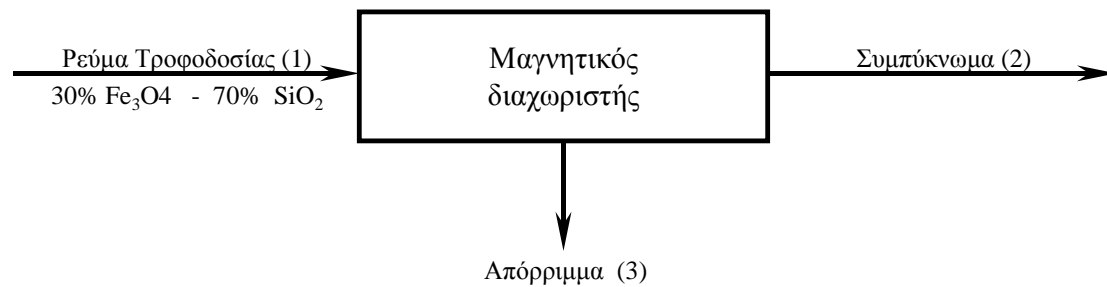 Ρεύμα Τροφοδοσίας (1)
30% Fe₃O4 - 70% SiO₂
Μαγνητικός
διαχωριστής
Συμπύκνωμα (2)
Απόρριμμα (3)